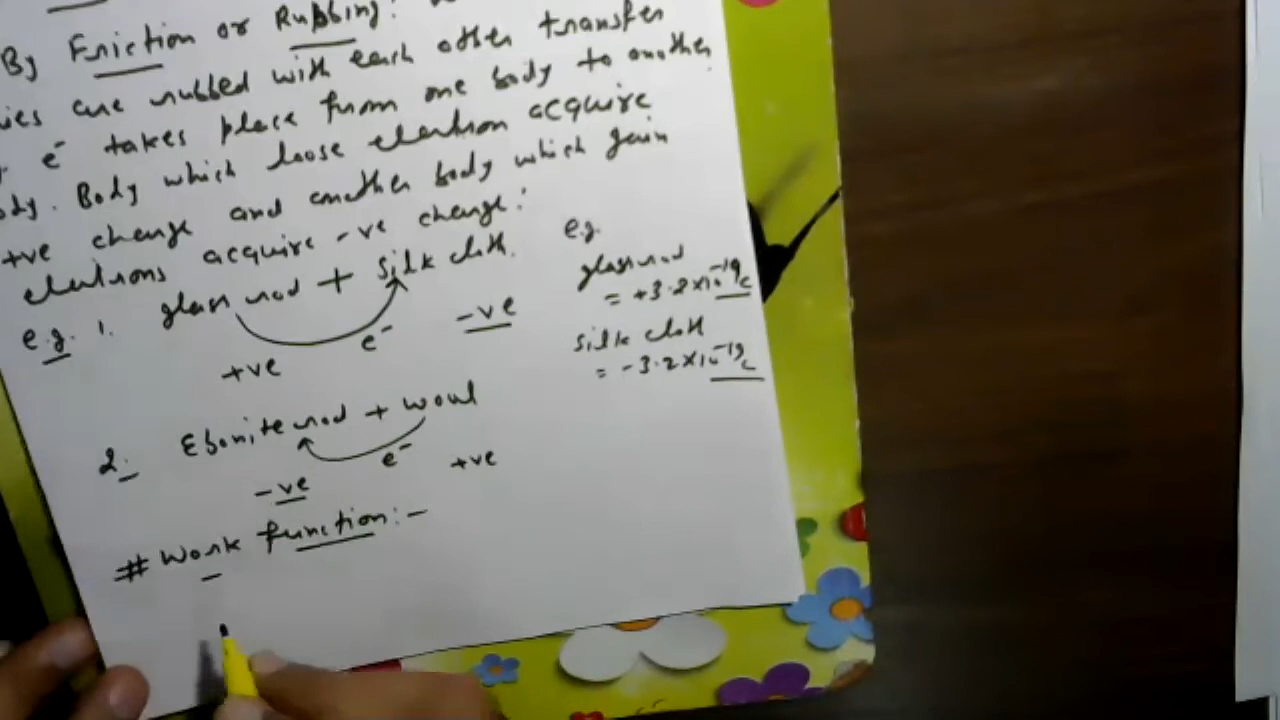 By Friction or Rubbing:
are rubbed with each other transfer
e⁻ takes place from one body to another
Body which loose electron acquire
+ve charge and another body which gain
electrons acquire -ve charge:
e.g. 1. glass rod + silk cloth.
e⁻
+ve
-ve
2. Ebonite rod + woul
e⁻
-ve
+ve
# Work function:-
e.g.
glass rod
= +3.2×10⁻¹⁹c
silk cloth
= -3.2×10⁻¹⁹c